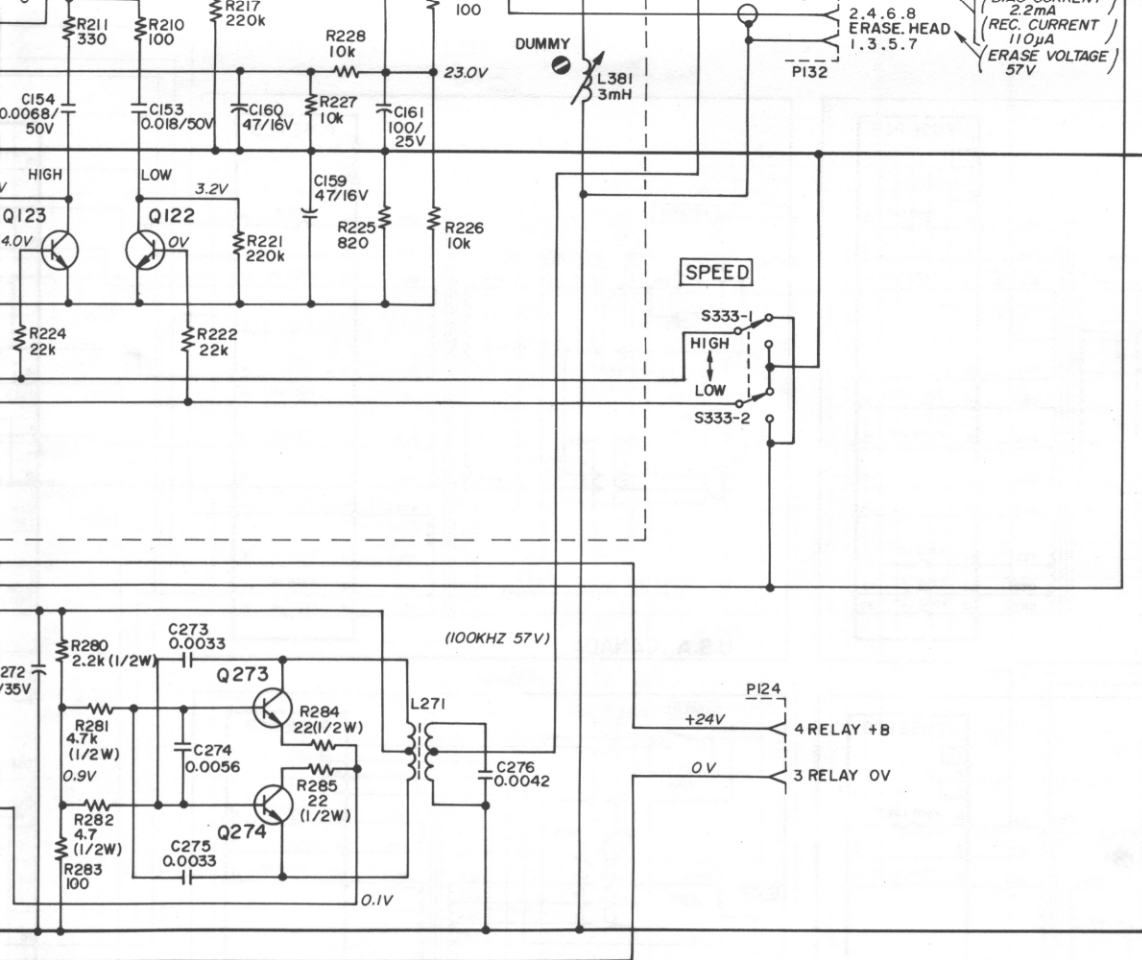 R211
330
R210
100
R217
220k
100
R228
10k
23.0V
DUMMY
L381
3mH
2.4.6.8
ERASE. HEAD
1.3.5.7
P132
BIAS CURRENT
2.2mA
(REC. CURRENT
110µA
(ERASE VOLTAGE)
57V
C154
0.0068/
50V
C153
0.018/50V
C160
47/16V
R227
10k
C161
100/
25V
HIGH
LOW
3.2V
C159
47/16V
Q123
4.0V
Q122
0V
R221
220k
R225
820
R226
10k
SPEED
R224
22k
R222
22k
S333-1
HIGH
LOW
S333-2
C273
0.0033
R280
2.2k (1/2W)
272
/35V
Q273
(100KHZ 57V)
R281
4.7k
(1/2W)
0.9V
R284
22(1/2W)
L271
C274
0.0056
R285
22
(1/2W)
C276
0.0042
P124
+24V
4 RELAY +B
0V
3 RELAY 0V
R282
4.7
(1/2W)
Q274
R283
100
C275
0.0033
0.1V